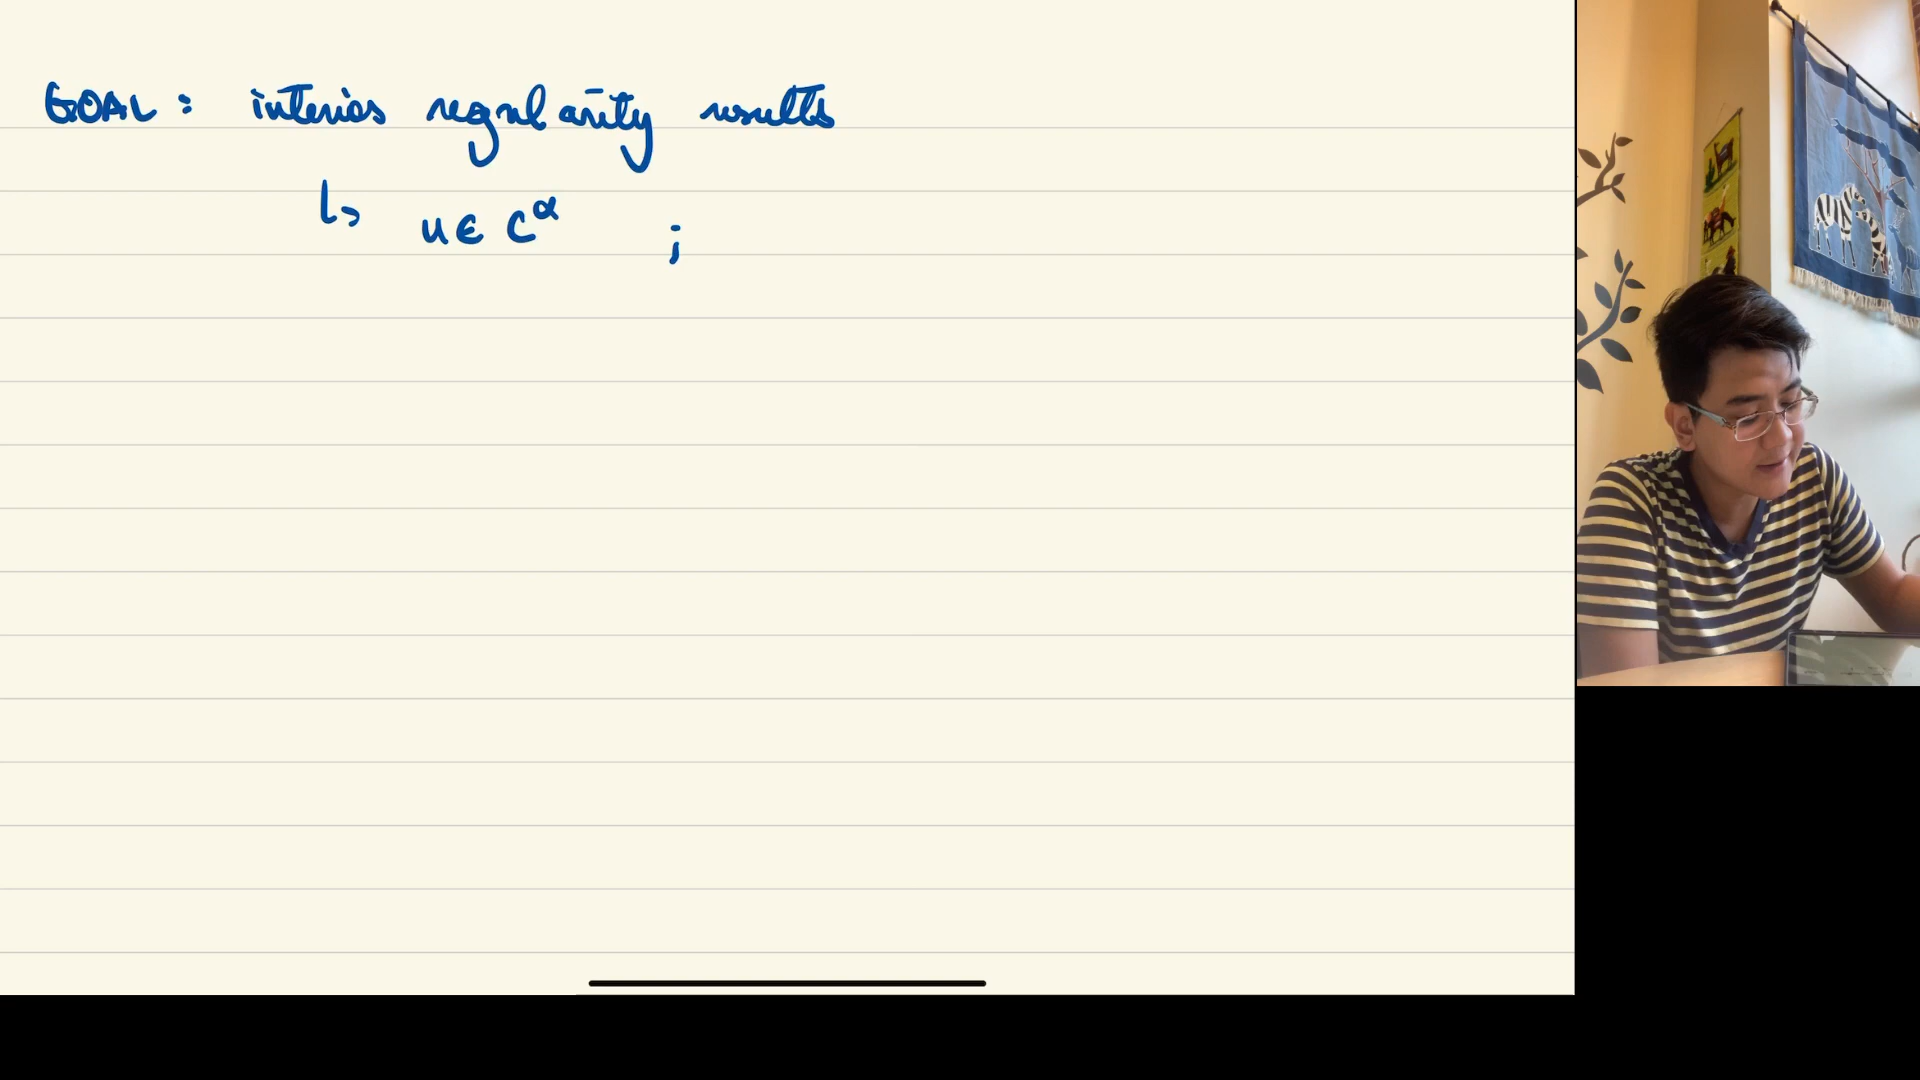 GOAL: interior regularity results
↳ u ∈ C^α ;